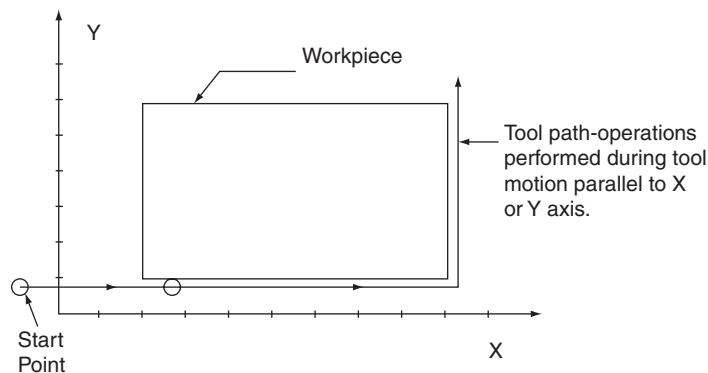 Y
Workpiece
Tool path-operations
performed during tool
motion parallel to X
or Y axis.
Start
Point
X